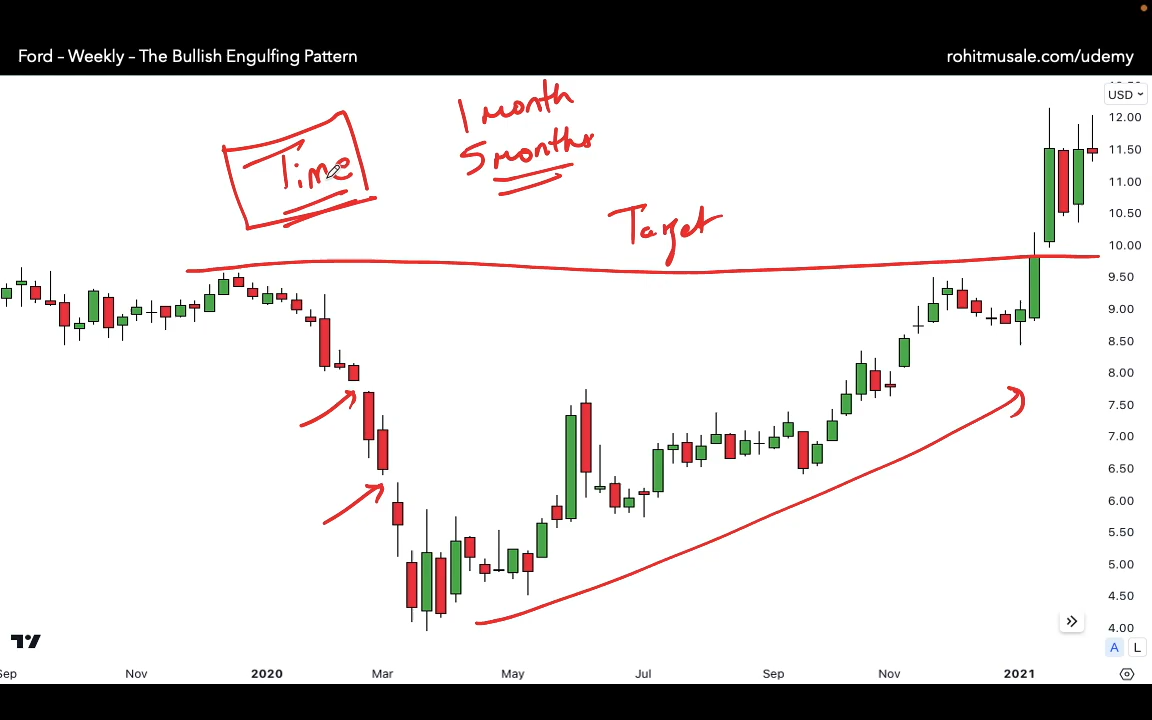 Ford – Weekly – The Bullish Engulfing Pattern
rohitmusale.com/udemy
USD
12.00
11.50
11.00
10.50
10.00
9.50
9.00
8.50
8.00
7.50
7.00
6.50
6.00
5.50
5.00
4.50
4.00
1 month
5 months
Time
Target
A
L
Sep
Nov
2020
Mar
May
Jul
Sep
Nov
2021